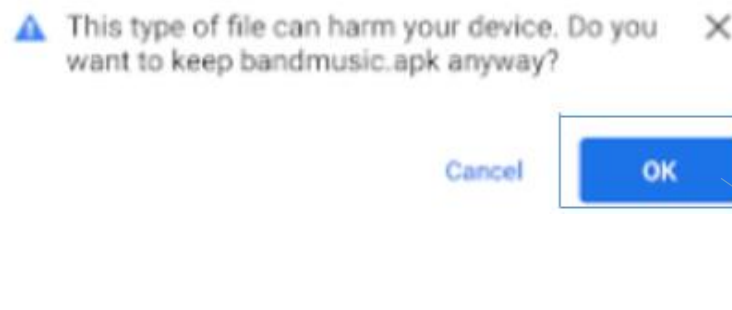 This type of file can harm your device. Do you
want to keep bandmusic.apk anyway?
Cancel
OK